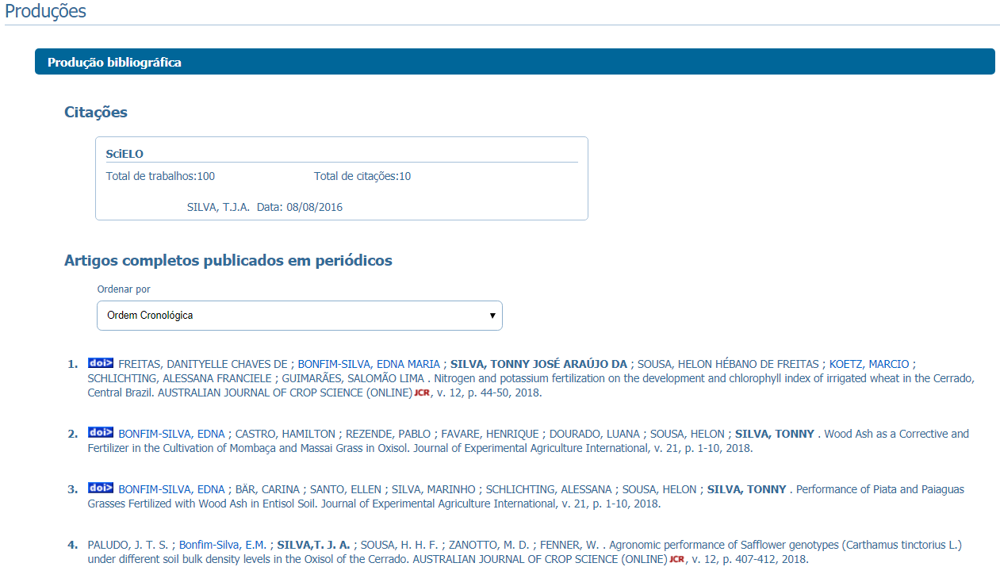 Produções
Produção bibliográfica
Citações
SciELO
Total de trabalhos:100 Total de citações:10
SILVA, T.J.A. Data: 08/08/2016
Artigos completos publicados em periódicos
Ordenar por
Ordem Cronológica ▼
1. doi> FREITAS, DANITYELLE CHAVES DE ; BONFIM-SILVA, EDNA MARIA ; SILVA, TONNY JOSÉ ARAÚJO DA ; SOUSA, HELON HÉBANO DE FREITAS ; KOETZ, MARCIO ;
SCHLICHTING, ALESSANA FRANCIELE ; GUIMARÃES, SALOMÃO LIMA . Nitrogen and potassium fertilization on the development and chlorophyll index of irrigated wheat in the Cerrado,
Central Brazil. AUSTRALIAN JOURNAL OF CROP SCIENCE (ONLINE) JCR, v. 12, p. 44-50, 2018.
2. doi> BONFIM-SILVA, EDNA ; CASTRO, HAMILTON ; REZENDE, PABLO ; FAVARE, HENRIQUE ; DOURADO, LUANA ; SOUSA, HELON ; SILVA, TONNY . Wood Ash as a Corrective and
Fertilizer in the Cultivation of Mombaça and Massai Grass in Oxisol. Journal of Experimental Agriculture International, v. 21, p. 1-10, 2018.
3. doi> BONFIM-SILVA, EDNA ; BÄR, CARINA ; SANTO, ELLEN ; SILVA, MARINHO ; SCHLICHTING, ALESSANA ; SOUSA, HELON ; SILVA, TONNY . Performance of Piata and Paiaguas
Grasses Fertilized with Wood Ash in Entisol Soil. Journal of Experimental Agriculture International, v. 21, p. 1-10, 2018.
4. PALUDO, J. T. S. ; Bonfim-Silva, E.M. ; SILVA,T. J. A. ; SOUSA, H. H. F. ; ZANOTTO, M. D. ; FENNER, W. . Agronomic performance of Safflower genotypes (Carthamus tinctorius L.)
under different soil bulk density levels in the Oxisol of the Cerrado. AUSTRALIAN JOURNAL OF CROP SCIENCE (ONLINE) JCR, v. 12, p. 407-412, 2018.